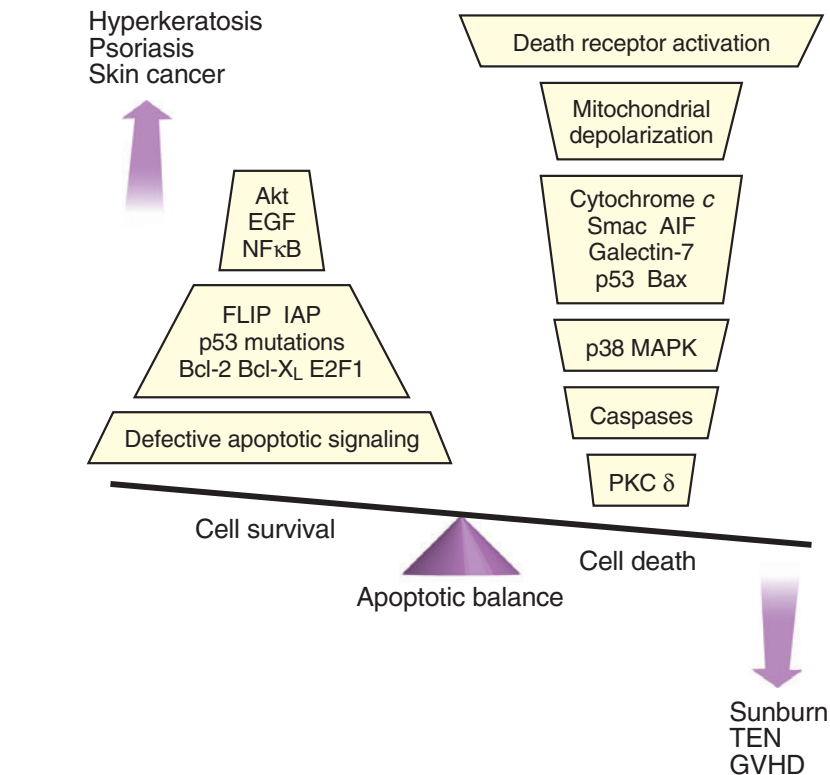 Hyperkeratosis
Psoriasis
Skin cancer
Akt
EGF
NFκB
FLIP IAP
p53 mutations
Bcl-2 Bcl-XL E2F1
Defective apoptotic signaling
Cell survival
Death receptor activation
Mitochondrial
depolarization
Cytochrome c
Smac AIF
Galectin-7
p53 Bax
p38 MAPK
Caspases
PKC δ
Cell death
Apoptotic balance
Sunburn
TEN
GVHD